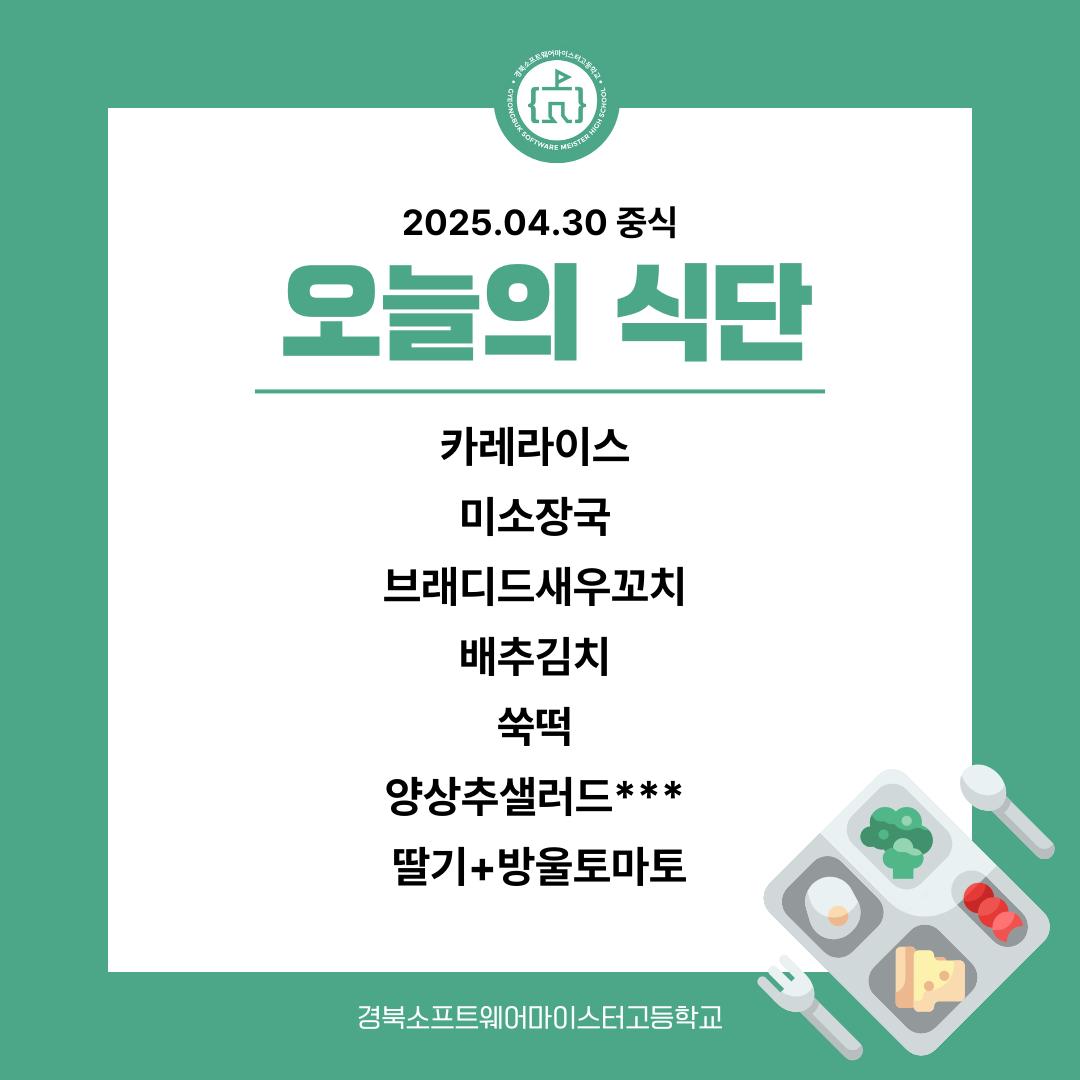 • 경북소프트웨어마이스터고등학교 •
GYEONGBUK SOFTWARE MEISTER HIGH SCHOOL
2025.04.30 중식
오늘의 식단
카레라이스
미소장국
브래디드새우꼬치
배추김치
쑥떡
양상추샐러드***
딸기+방울토마토
경북소프트웨어마이스터고등학교